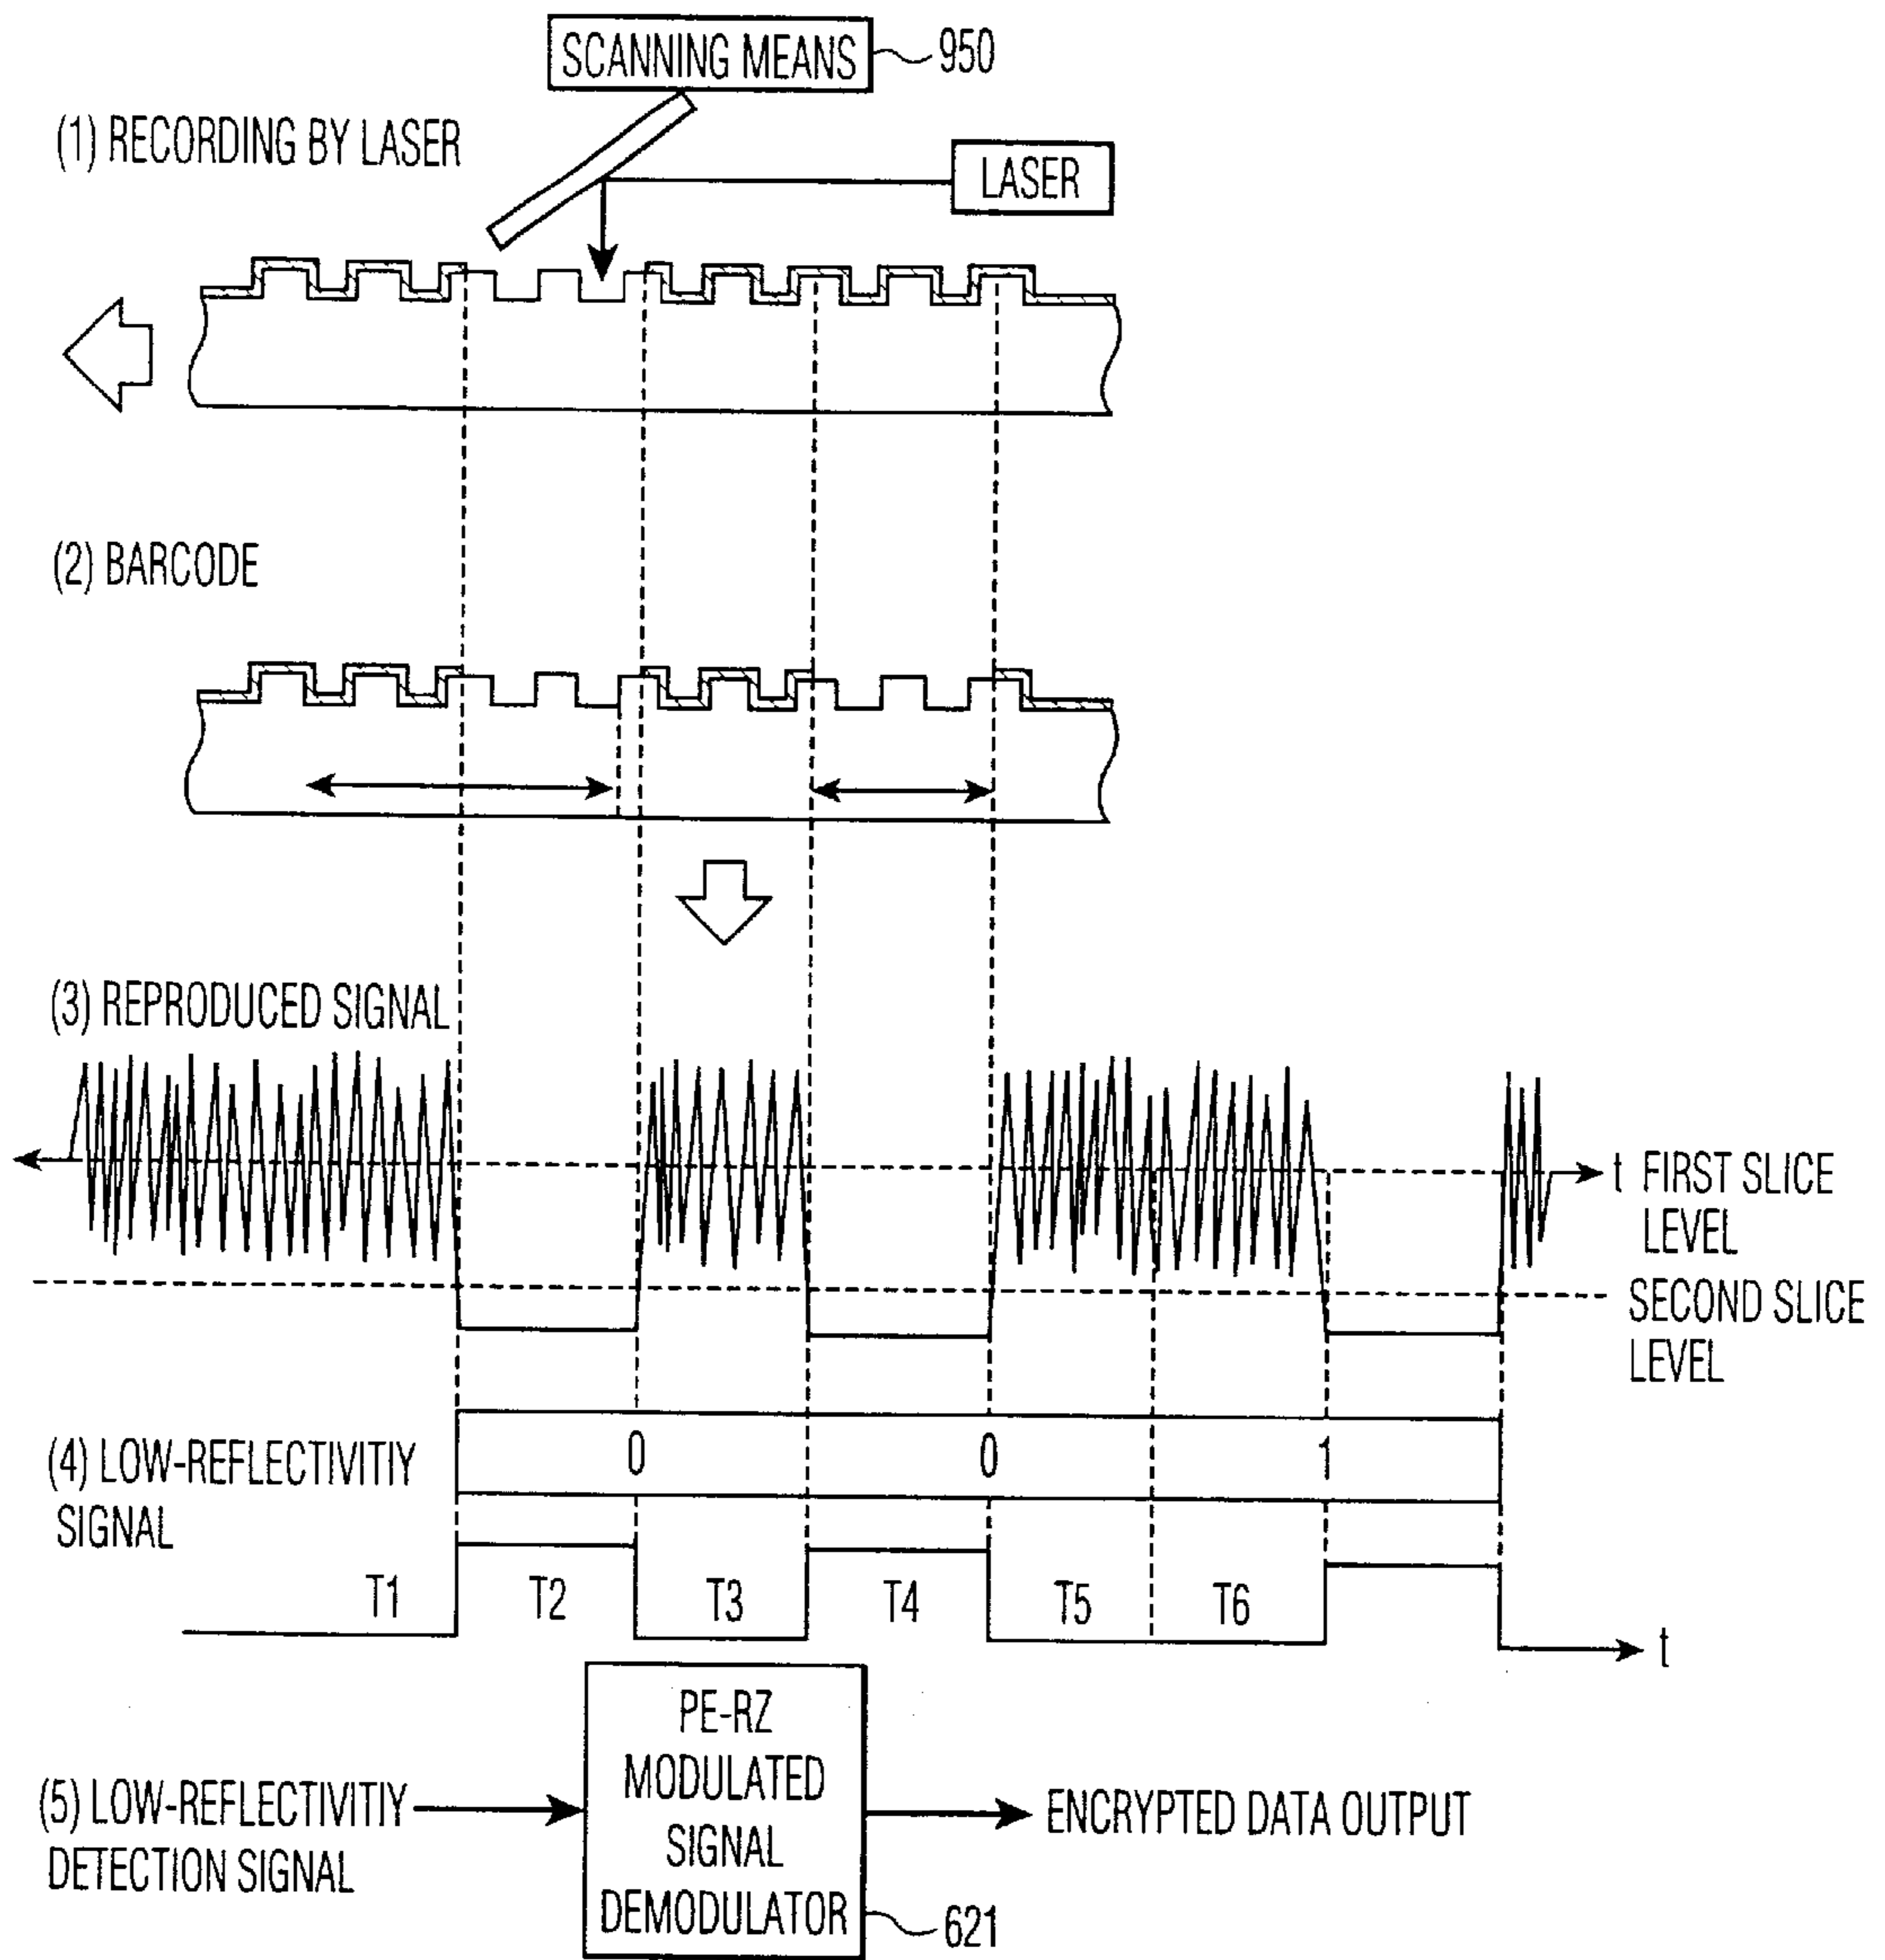 SCANNING MEANS
950
(1) RECORDING BY LASER
LASER
(2) BARCODE
(3) REPRODUCED SIGNAL
t FIRST SLICE
LEVEL
SECOND SLICE
LEVEL
(4) LOW-REFLECTIVITIY
SIGNAL
0 0 1
T1 T2 T3 T4 T5 T6
t
(5) LOW-REFLECTIVITIY
DETECTION SIGNAL
PE-RZ
MODULATED
SIGNAL
DEMODULATOR
621
ENCRYPTED DATA OUTPUT